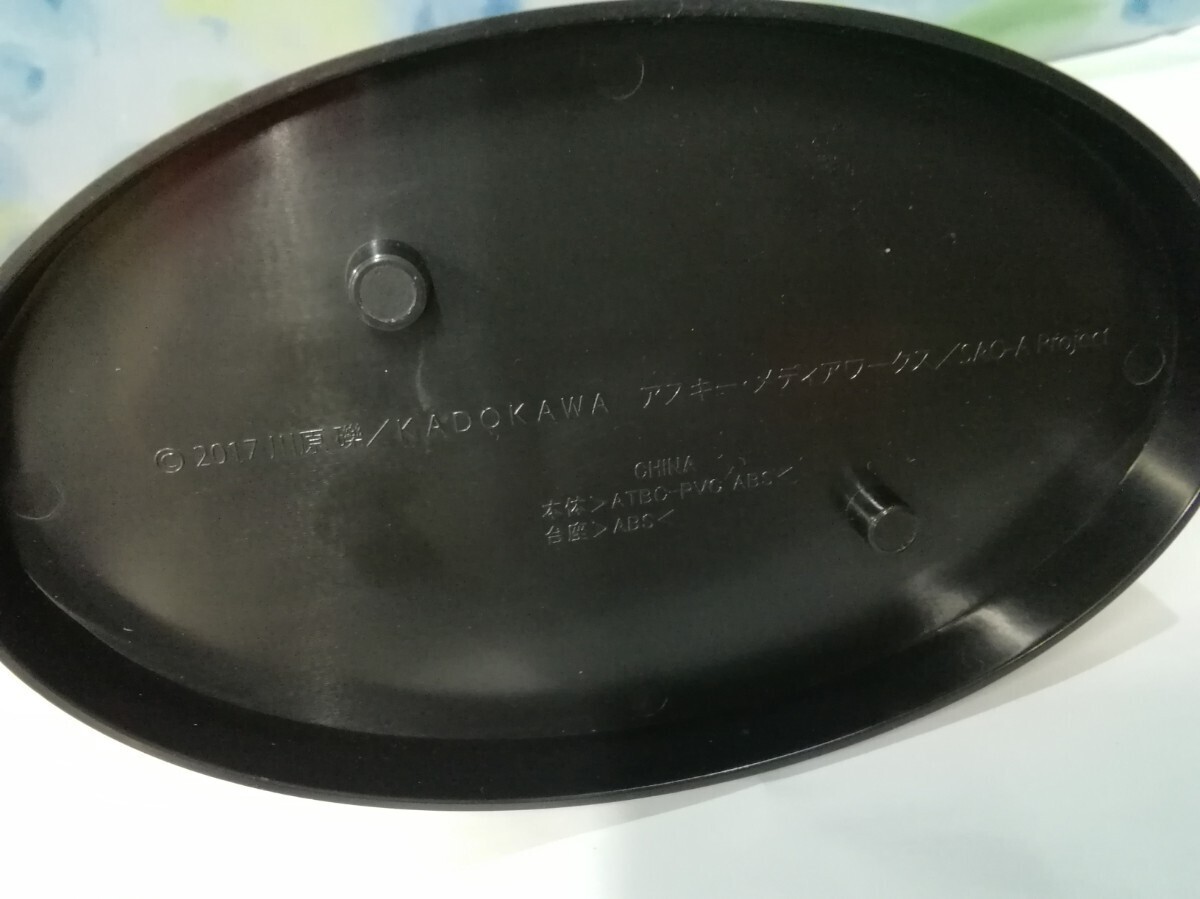 © 2017 川原 礫／KADOKAWA アスキー・メディアワークス／SAO-A Project
CHINA
本体＞ATBC-PVC ABS＜
台座＞ABS＜